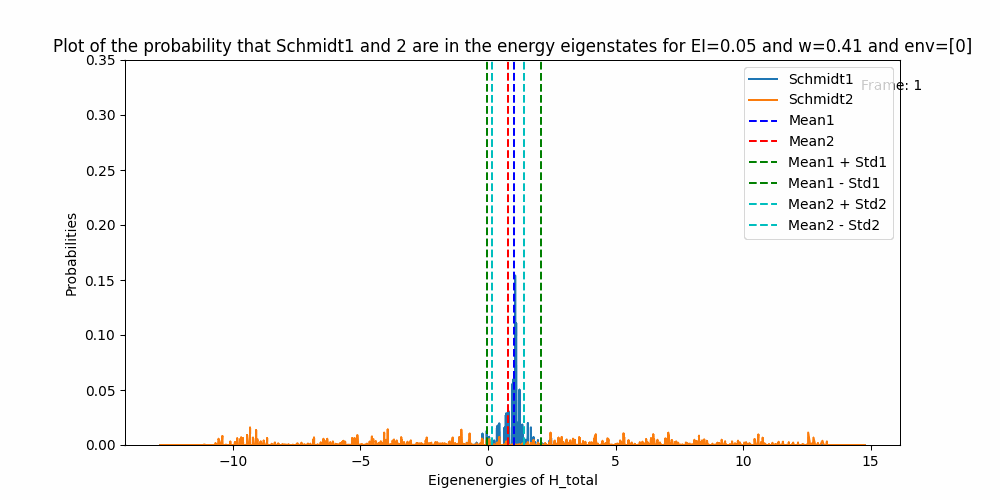 Plot of the probability that Schmidt1 and 2 are in the energy eigenstates for EI=0.05 and w=0.41 and env=[0]
Frame: 1
Schmidt1
Schmidt2
Mean1
Mean2
Mean1 + Std1
Mean1 - Std1
Mean2 + Std2
Mean2 - Std2
Probabilities
0.35
0.30
0.25
0.20
0.15
0.10
0.05
0.00
−10
−5
0
5
10
15
Eigenenergies of H_total